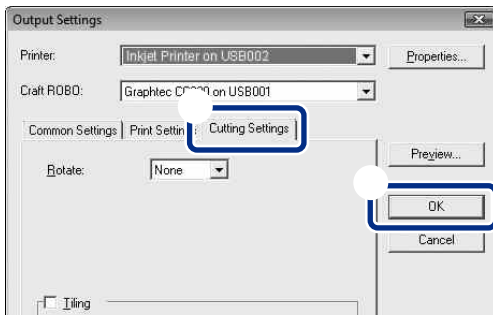 Output Settings
Printer: Inkjet Printer on USB002 Properties...
Craft ROBO: Graphtec on USB001
Common Settings Print Cutting Settings
Preview...
Rotate: None
OK
Cancel
Tiling